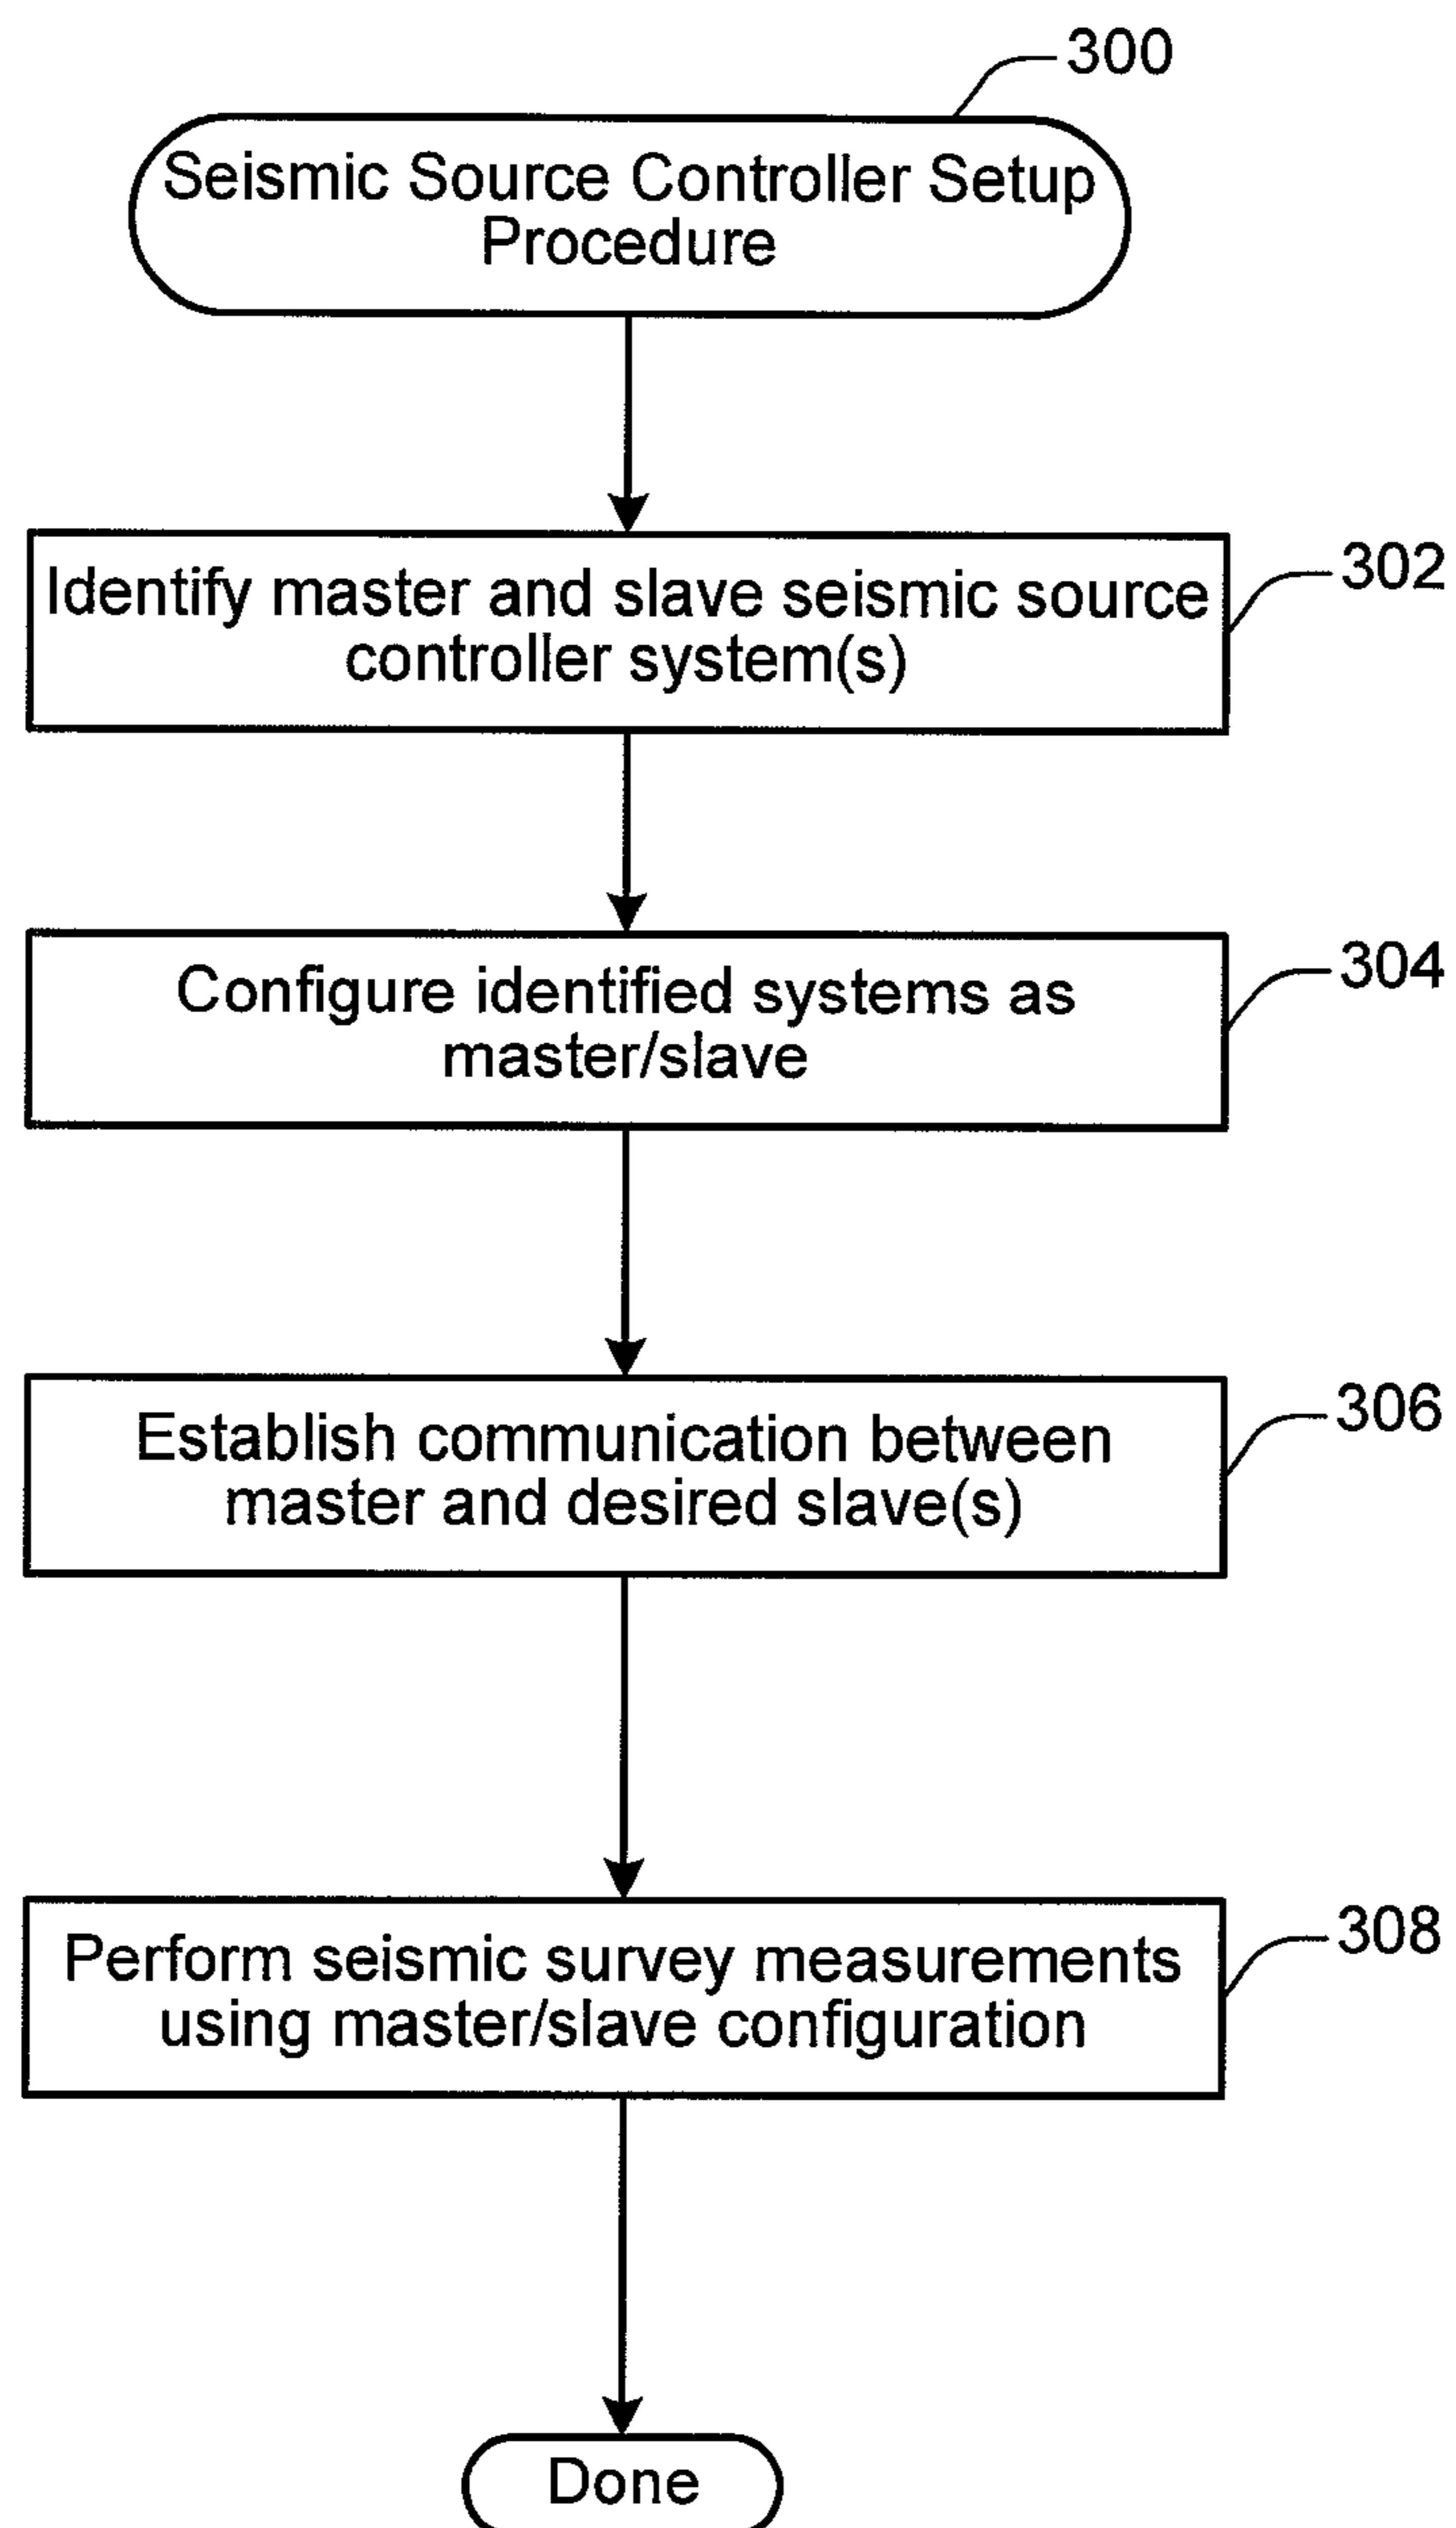 300
Seismic Source Controller Setup
Procedure
302
Identify master and slave seismic source
controller system(s)
304
Configure identified systems as
master/slave
306
Establish communication between
master and desired slave(s)
308
Perform seismic survey measurements
using master/slave configuration
Done